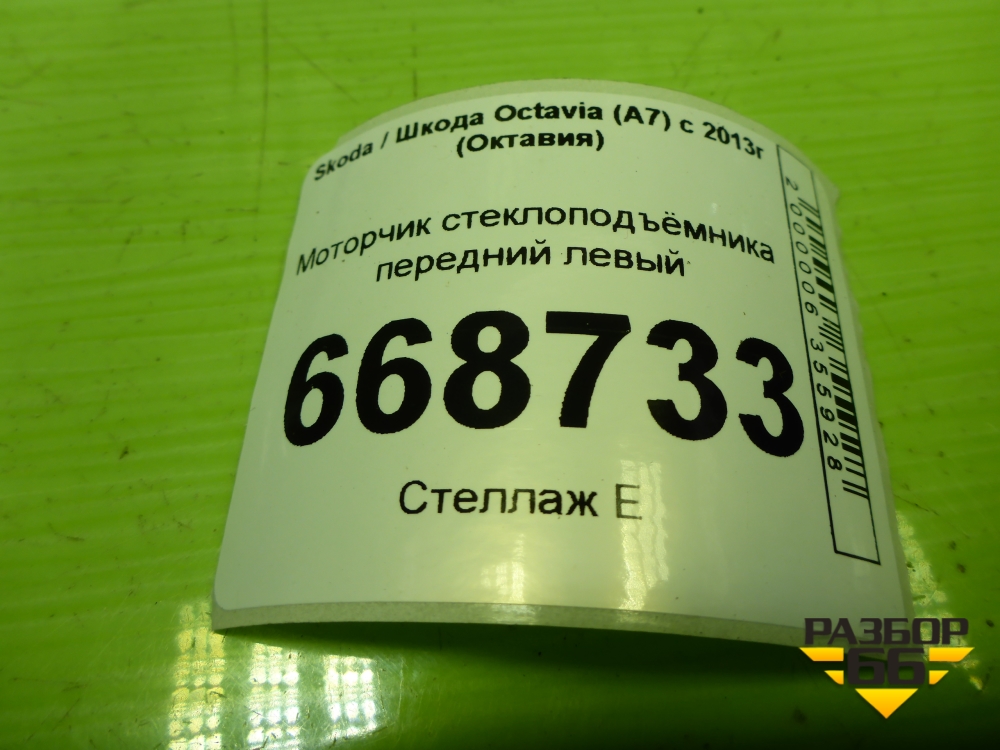 Skoda / Шкода Octavia (A7) с 2013г
(Октавия)
Моторчик стеклоподъёмника
передний левый
668733
Стеллаж Е
2000006355928
РАЗБОР
66